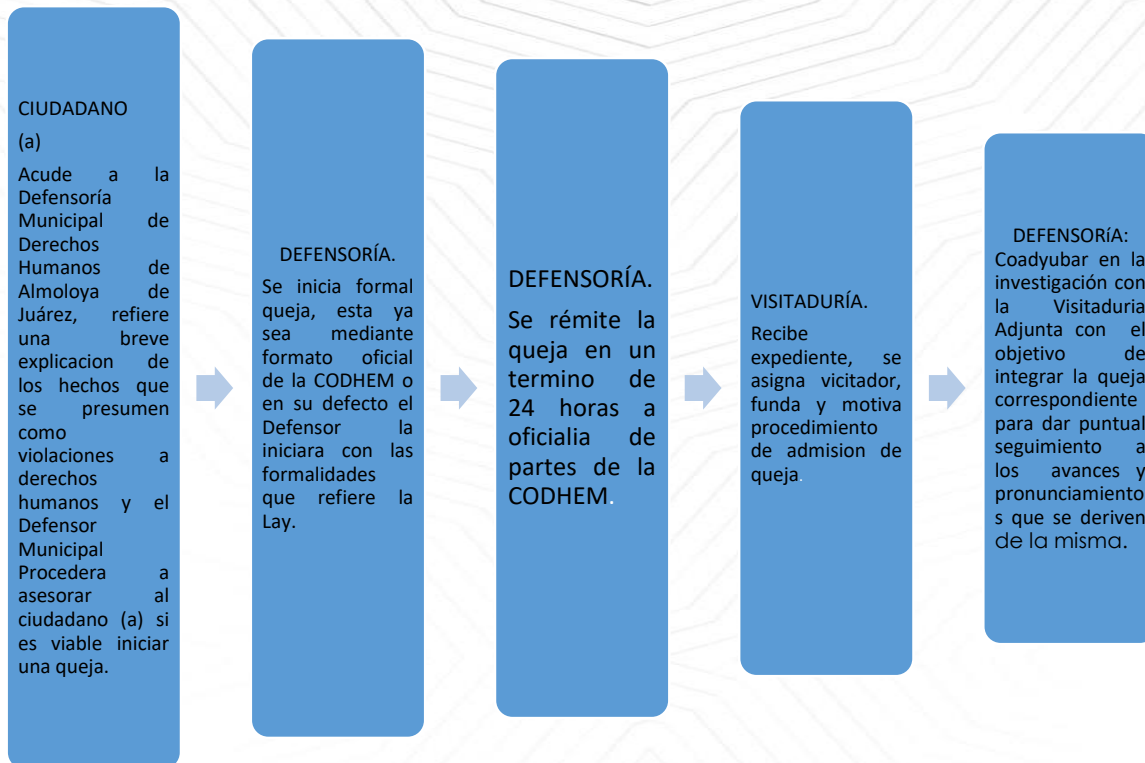 CIUDADANO
(a)
Acude a la
Defensoría
Municipal de
Derechos
Humanos de
Almoloya de
Juárez, refiere
una breve
explicacion de
los hechos que
se presumen
como
violaciones a
derechos
humanos y el
Defensor
Municipal
Procedera a
asesorar al
ciudadano (a) si
es viable iniciar
una queja.
DEFENSORÍA.
Se inicia formal
queja, esta ya
sea mediante
formato oficial
de la CODHEM o
en su defecto el
Defensor la
iniciara con las
formalidades
que refiere la
Lay.
DEFENSORÍA.
Se rémite la
queja en un
termino de
24 horas a
oficialia de
partes de la
CODHEM.
VISITADURÍA.
Recibe
expediente, se
asigna vicitador,
funda y motiva
procedimiento
de admision de
queja.
DEFENSORíA:
Coadyubar en la
investigación con
la Visitaduria
Adjunta con el
objetivo de
integrar la queja
correspondiente
para dar puntual
seguimiento a
los avances y
pronunciamiento
s que se deriven
de la misma.